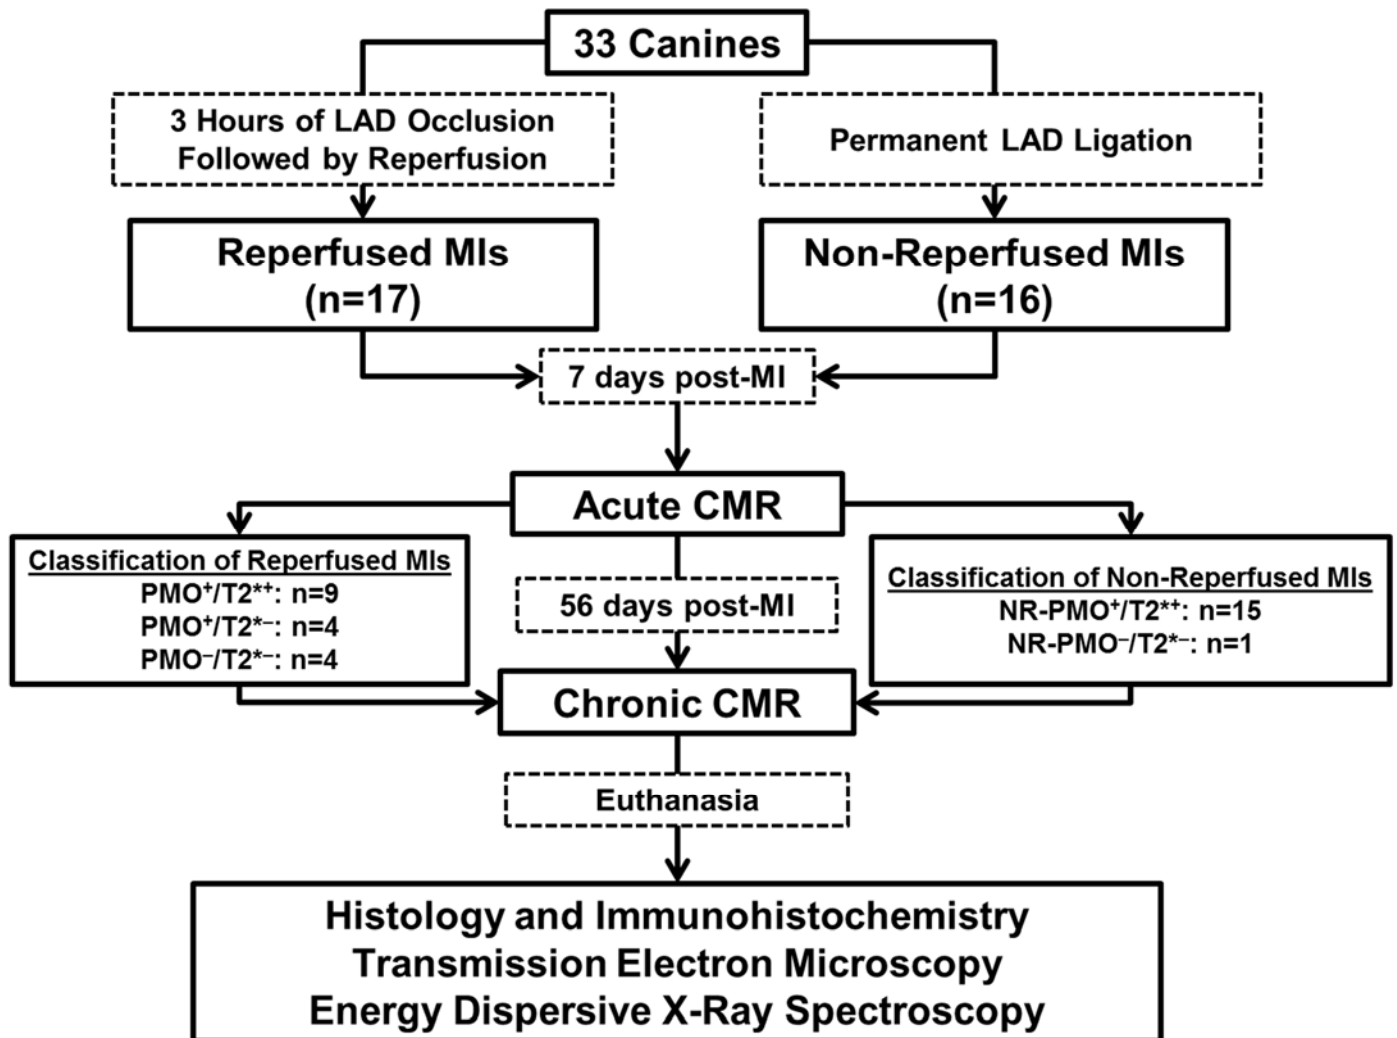 33 Canines
3 Hours of LAD Occlusion
Followed by Reperfusion
Permanent LAD Ligation
Reperfused MIs
(n=17)
Non-Reperfused MIs
(n=16)
7 days post-MI
Acute CMR
Classification of Reperfused MIs
PMO⁺/T2*⁺: n=9
PMO⁺/T2*⁻: n=4
PMO⁻/T2*⁻: n=4
56 days post-MI
Classification of Non-Reperfused MIs
NR-PMO⁺/T2*⁺: n=15
NR-PMO⁻/T2*⁻: n=1
Chronic CMR
Euthanasia
Histology and Immunohistochemistry
Transmission Electron Microscopy
Energy Dispersive X-Ray Spectroscopy